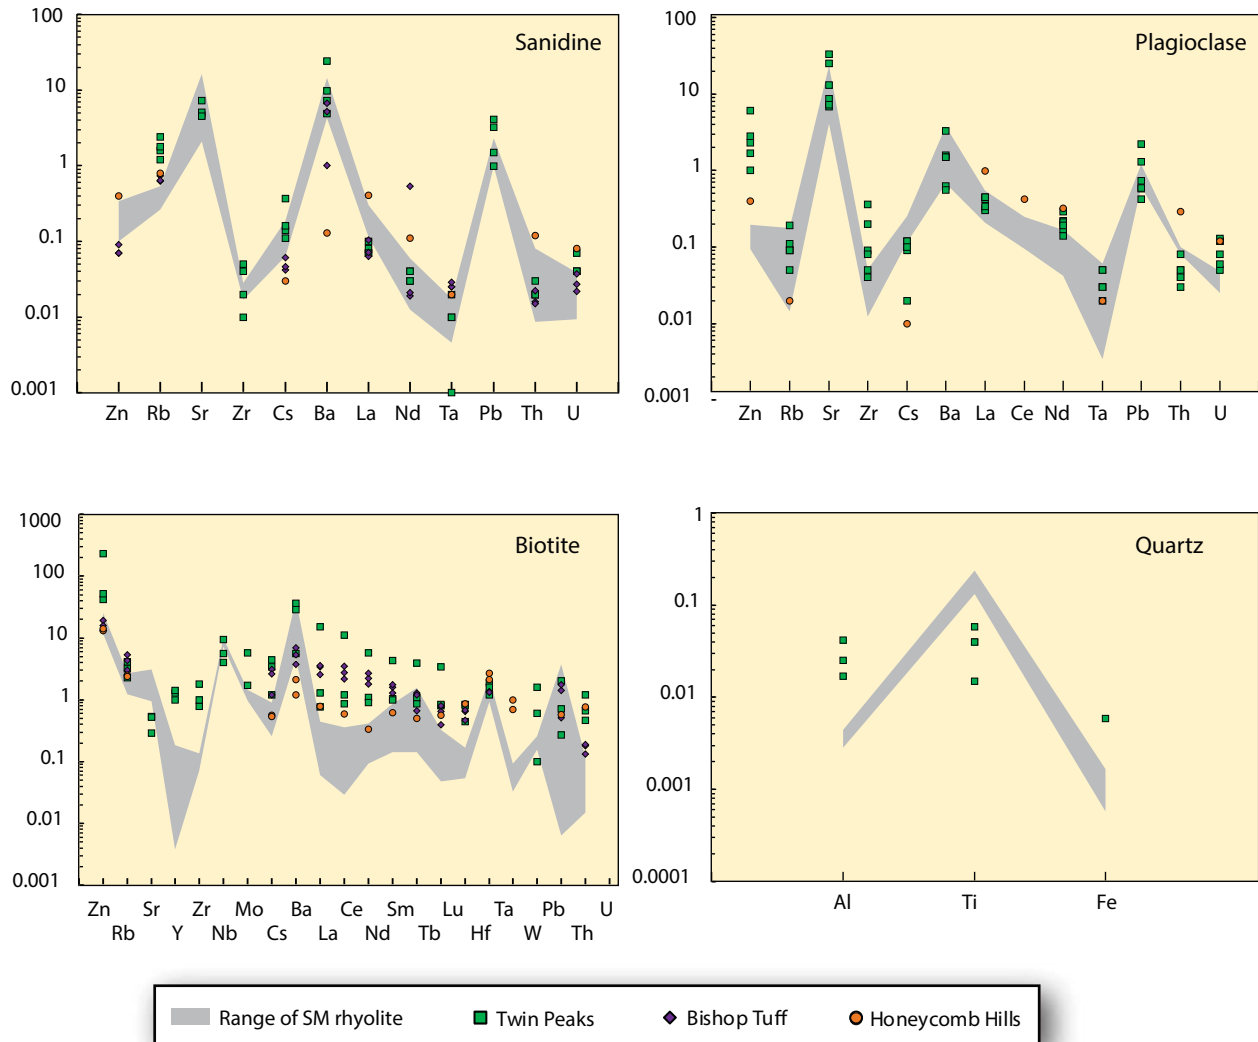 Sanidine
100
10
1
0.1
0.01
0.001
Zn Rb Sr Zr Cs Ba La Nd Ta Pb Th U
Plagioclase
100
10
1
0.1
0.01
0.001
Zn Rb Sr Zr Cs Ba La Ce Nd Ta Pb Th U
Biotite
1000
100
10
1
0.1
0.01
0.001
Zn Sr Zr Mo Ba Ce Sm Lu Ta Pb U
Rb Y Nb Cs La Nd Tb Hf W Th
Quartz
1
0.1
0.01
0.001
0.0001
Al Ti Fe
Range of SM rhyolite Twin Peaks Bishop Tuff Honeycomb Hills